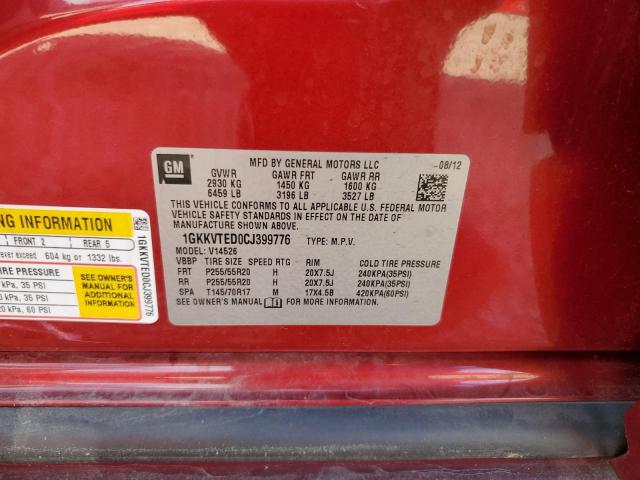 GM
MFD BY GENERAL MOTORS LLC
08/12
GVWR GAWR FRT GAWR RR
2930 KG 1450 KG 1600 KG
6459 LB 3196 LB 3527 LB
THIS VEHICLE CONFORMS TO ALL APPLICABLE U.S. FEDERAL MOTOR
VEHICLE SAFETY STANDARDS IN EFFECT ON THE DATE OF
MANUFACTURE SHOWN ABOVE.
1GKKVTED0CJ399776 TYPE: M.P.V.
MODEL: V14526
VBBP TIRE SIZE SPEED RTG RIM COLD TIRE PRESSURE
FRT P255/55R20 H 20X7.5J 240KPA(35PSI)
RR P255/55R20 H 20X7.5J 240KPA(35PSI)
SPA T145/70R17 M 17X4.5B 420KPA(60PSI)
SEE OWNER'S MANUAL FOR MORE INFORMATION.
NG INFORMATION
FRONT 2 REAR 5
ever exceed 604 kg or 1332 lbs.
TIRE PRESSURE
kPa, 35 PSI
kPa, 35 PSI
20 kPa, 60 PSI
SEE OWNER'S
MANUAL FOR
ADDITIONAL
INFORMATION
1GKKVTED0CJ399776